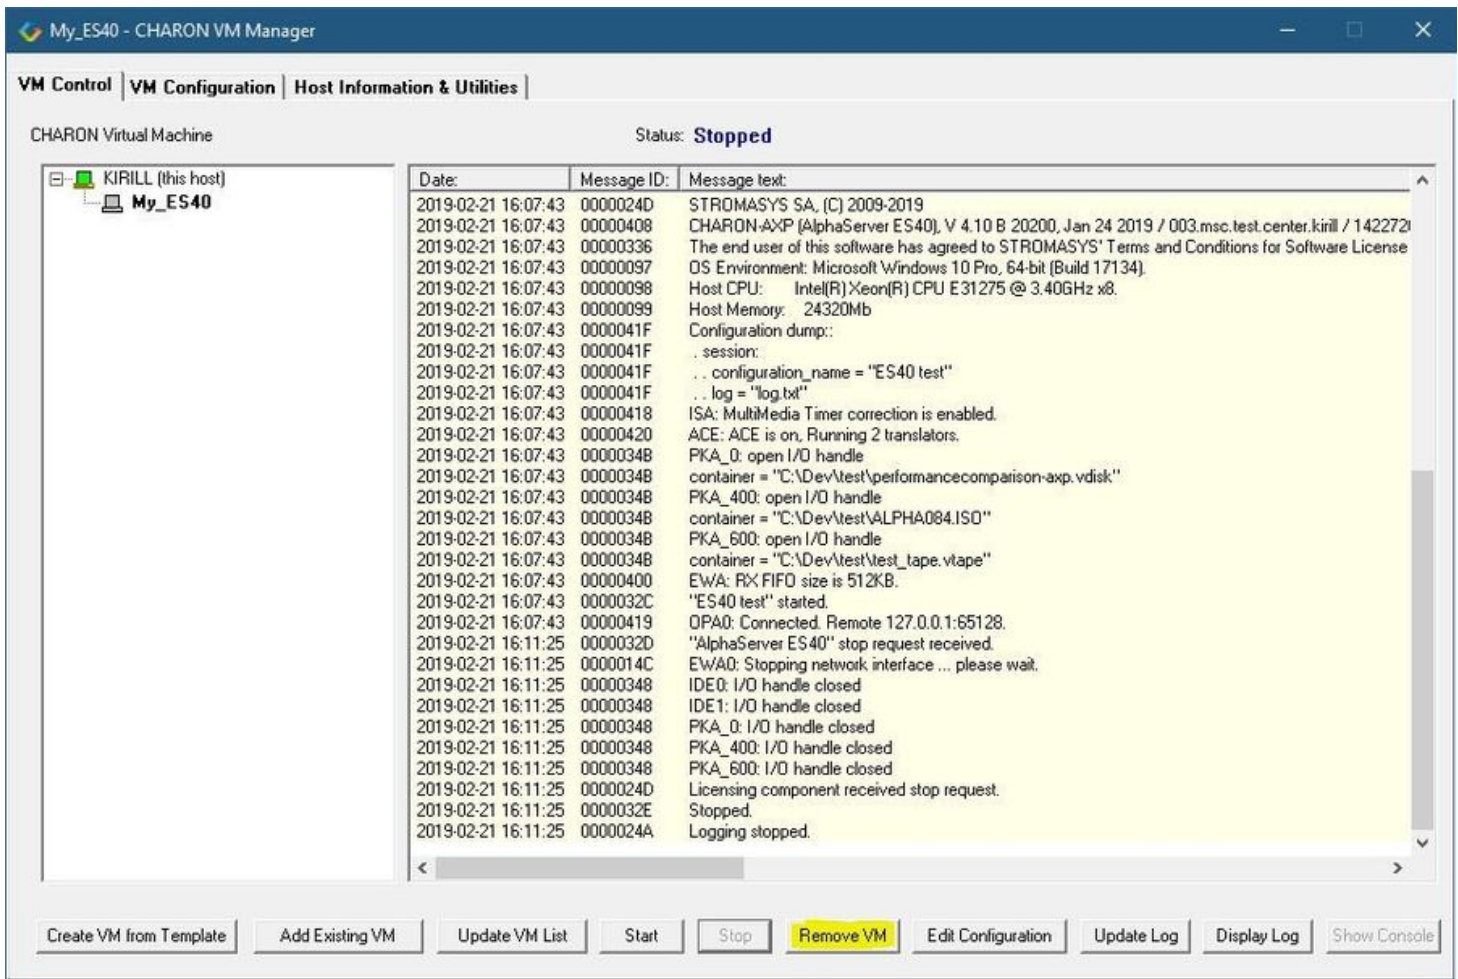 My_ES40 - CHARON VM Manager
VM Control VM Configuration Host Information & Utilities
CHARON Virtual Machine Status: Stopped
KIRILL (this host)
My_ES40
Date: Message ID: Message text:
2019-02-21 16:07:43 0000024D STROMASYS SA, (C) 2009-2019
2019-02-21 16:07:43 00000408 CHARON-AXP (AlphaServer ES40), V 4.10 B 20200, Jan 24 2019 / 003.msc.test.center.kirill / 1422720
2019-02-21 16:07:43 00000336 The end user of this software has agreed to STROMASYS' Terms and Conditions for Software License
2019-02-21 16:07:43 00000097 OS Environment: Microsoft Windows 10 Pro, 64-bit (Build 17134).
2019-02-21 16:07:43 00000098 Host CPU: Intel(R) Xeon(R) CPU E31275 @ 3.40GHz x8.
2019-02-21 16:07:43 00000099 Host Memory: 24320Mb
2019-02-21 16:07:43 0000041F Configuration dump::
2019-02-21 16:07:43 0000041F . session:
2019-02-21 16:07:43 0000041F . . configuration_name = "ES40 test"
2019-02-21 16:07:43 0000041F . . log = "log.txt"
2019-02-21 16:07:43 00000418 ISA: MultiMedia Timer correction is enabled.
2019-02-21 16:07:43 00000420 ACE: ACE is on, Running 2 translators.
2019-02-21 16:07:43 0000034B PKA_0: open I/O handle
2019-02-21 16:07:43 0000034B container = "C:\Dev\test\performancecomparison-axp.vdisk"
2019-02-21 16:07:43 0000034B PKA_400: open I/O handle
2019-02-21 16:07:43 0000034B container = "C:\Dev\test\ALPHA084.ISO"
2019-02-21 16:07:43 0000034B PKA_600: open I/O handle
2019-02-21 16:07:43 0000034B container = "C:\Dev\test\test_tape.vtape"
2019-02-21 16:07:43 00000400 EWA: RX FIFO size is 512KB.
2019-02-21 16:07:43 0000032C "ES40 test" started.
2019-02-21 16:07:43 00000419 OPA0: Connected. Remote 127.0.0.1:65128.
2019-02-21 16:11:25 0000032D "AlphaServer ES40" stop request received.
2019-02-21 16:11:25 0000014C EWA0: Stopping network interface ... please wait.
2019-02-21 16:11:25 00000348 IDE0: I/O handle closed
2019-02-21 16:11:25 00000348 IDE1: I/O handle closed
2019-02-21 16:11:25 00000348 PKA_0: I/O handle closed
2019-02-21 16:11:25 00000348 PKA_400: I/O handle closed
2019-02-21 16:11:25 00000348 PKA_600: I/O handle closed
2019-02-21 16:11:25 0000024D Licensing component received stop request.
2019-02-21 16:11:25 0000032E Stopped.
2019-02-21 16:11:25 0000024A Logging stopped.
Create VM from Template Add Existing VM Update VM List Start Stop Remove VM Edit Configuration Update Log Display Log Show Console